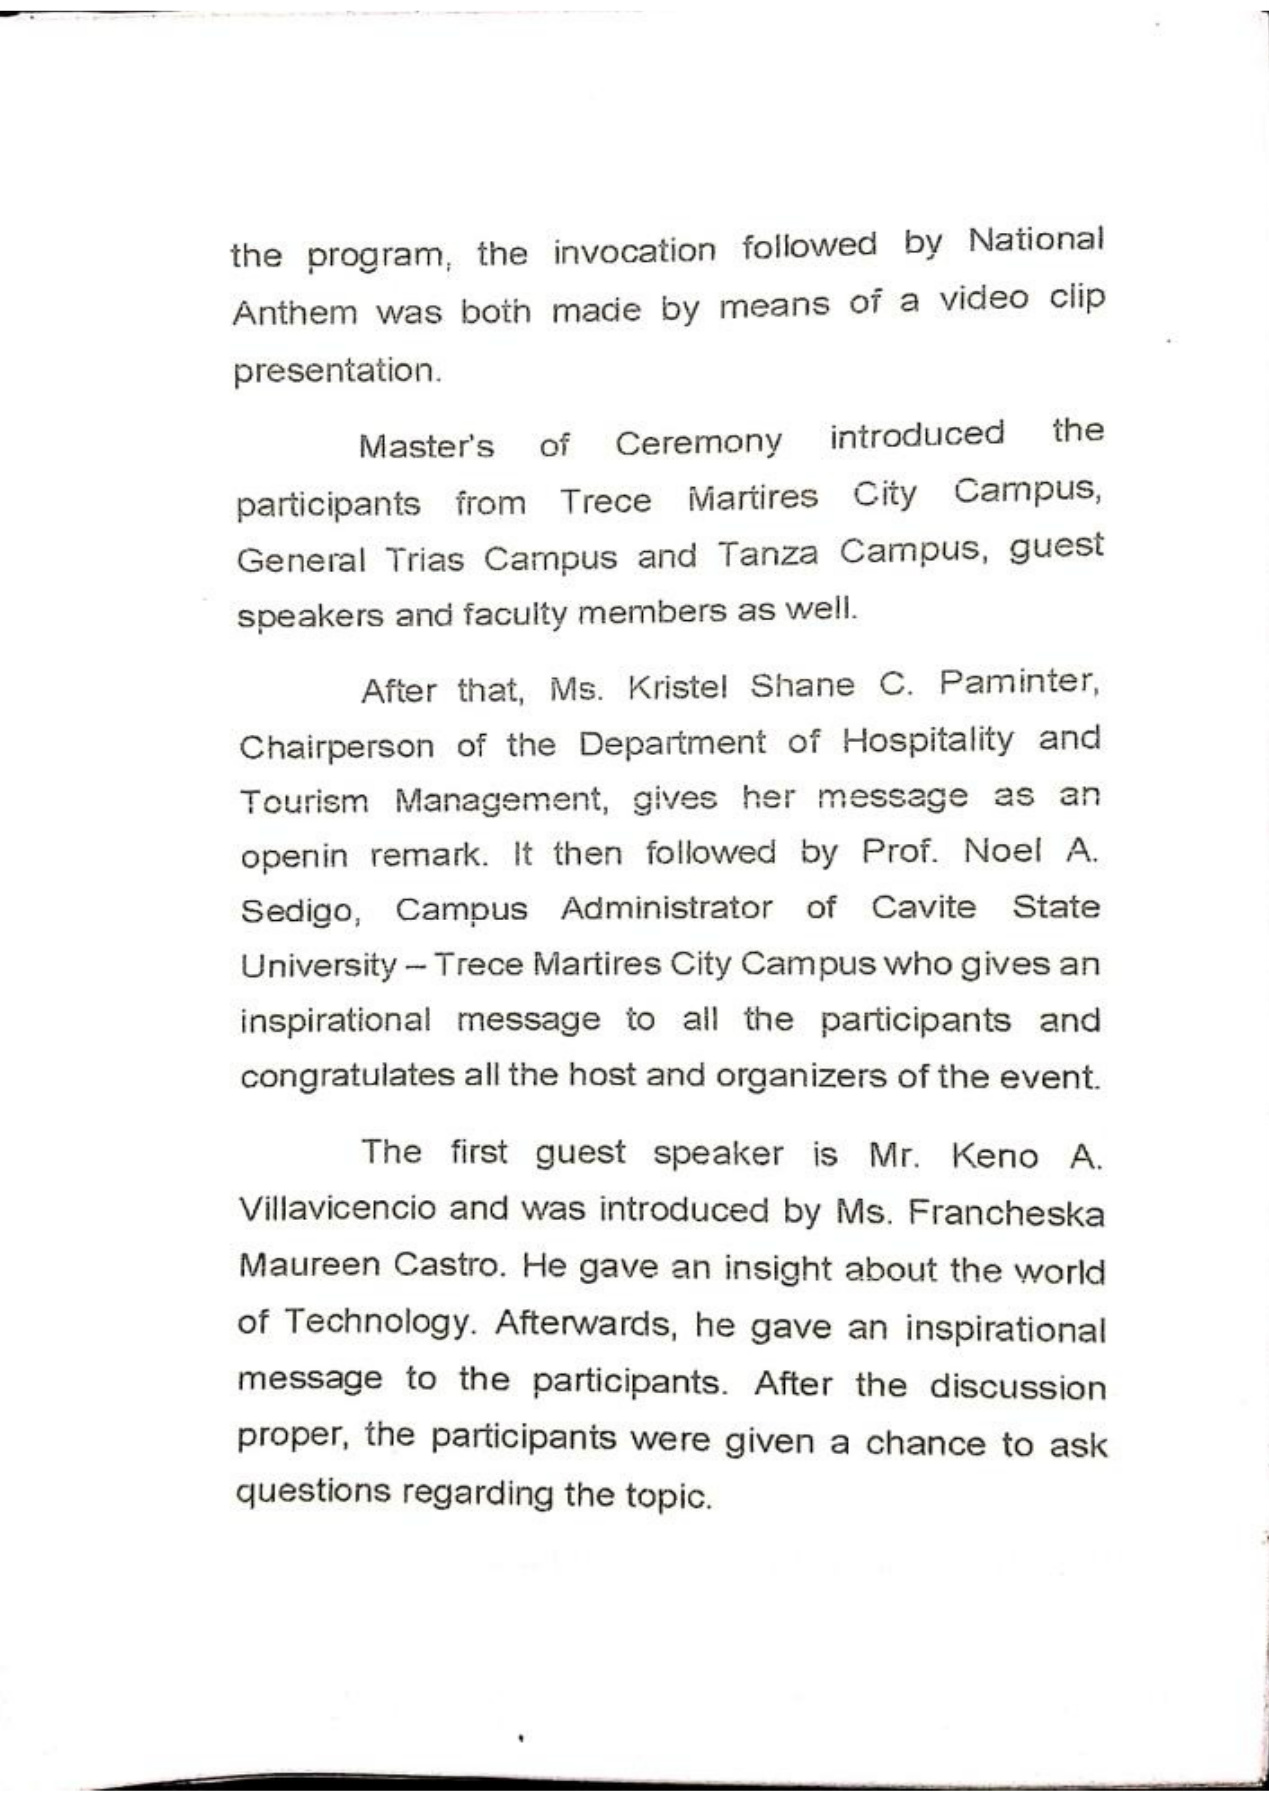 the program, the invocation followed by National
Anthem was both made by means of a video clip
presentation.
Master's of Ceremony introduced the
participants from Trece Martires City Campus,
General Trias Campus and Tanza Campus, guest
speakers and faculty members as well.
After that, Ms. Kristel Shane C. Paminter,
Chairperson of the Department of Hospitality and
Tourism Management, gives her message as an
openin remark. It then followed by Prof. Noel A.
Sedigo, Campus Administrator of Cavite State
University – Trece Martires City Campus who gives an
inspirational message to all the participants and
congratulates all the host and organizers of the event.
The first guest speaker is Mr. Keno A.
Villavicencio and was introduced by Ms. Francheska
Maureen Castro. He gave an insight about the world
of Technology. Afterwards, he gave an inspirational
message to the participants. After the discussion
proper, the participants were given a chance to ask
questions regarding the topic.